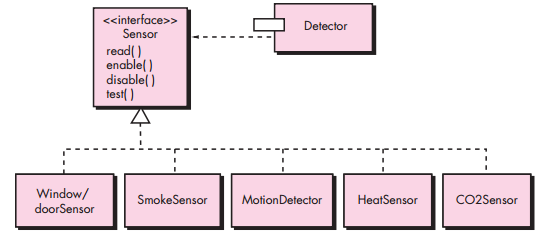 <<interface>>
Sensor
read( )
enable( )
disable( )
test( )
Detector
Window/
doorSensor
SmokeSensor
MotionDetector
HeatSensor
CO2Sensor